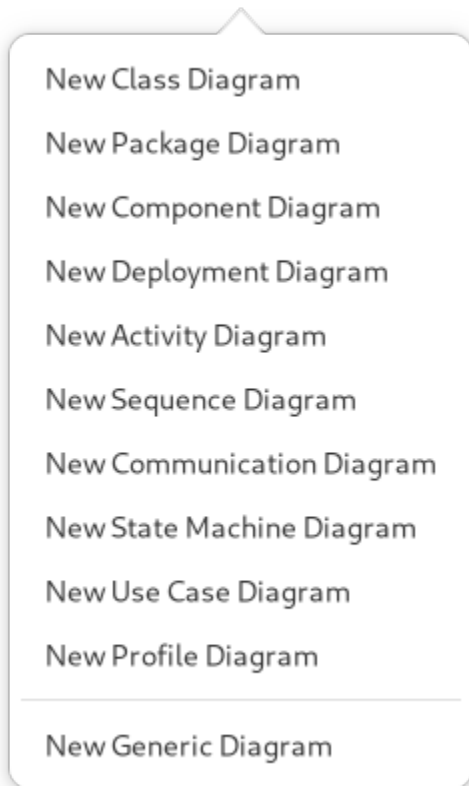 New Class Diagram
New Package Diagram
New Component Diagram
New Deployment Diagram
New Activity Diagram
New Sequence Diagram
New Communication Diagram
New State Machine Diagram
New Use Case Diagram
New Profile Diagram
New Generic Diagram